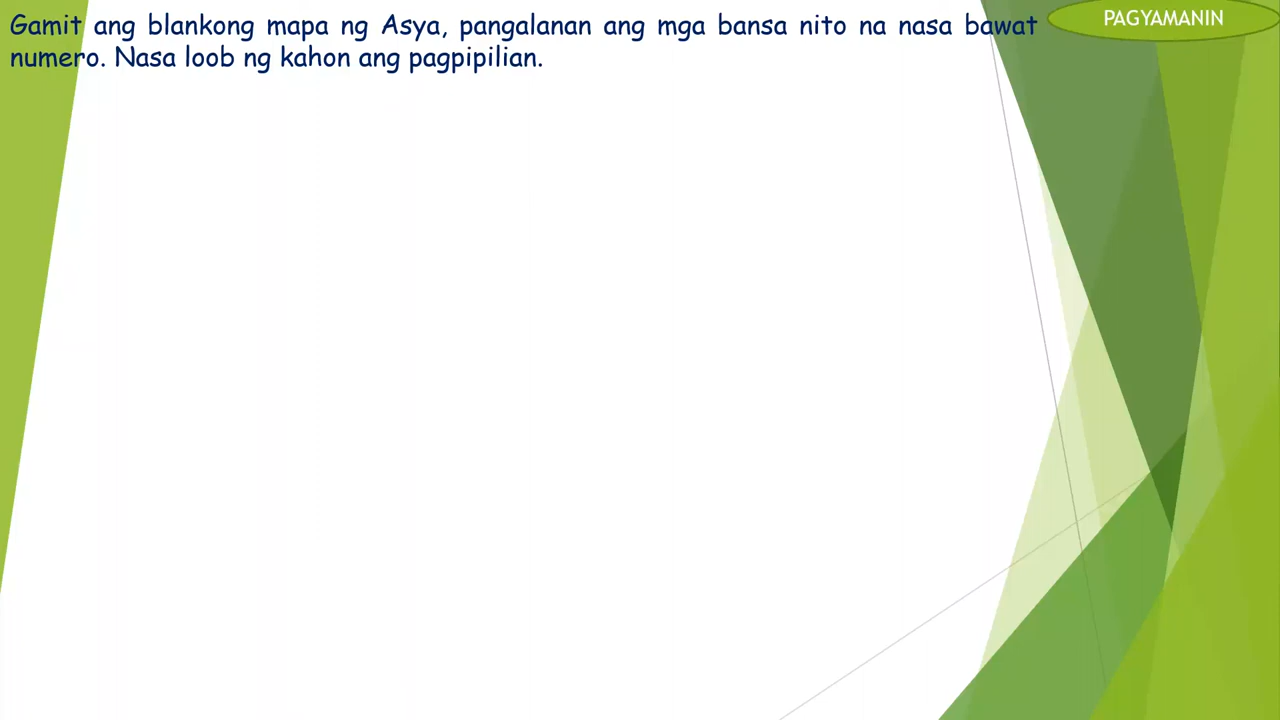 Gamit ang blankong mapa ng Asya, pangalanan ang mga bansa nito na nasa bawat
numero. Nasa loob ng kahon ang pagpipilian.
PAGYAMANIN